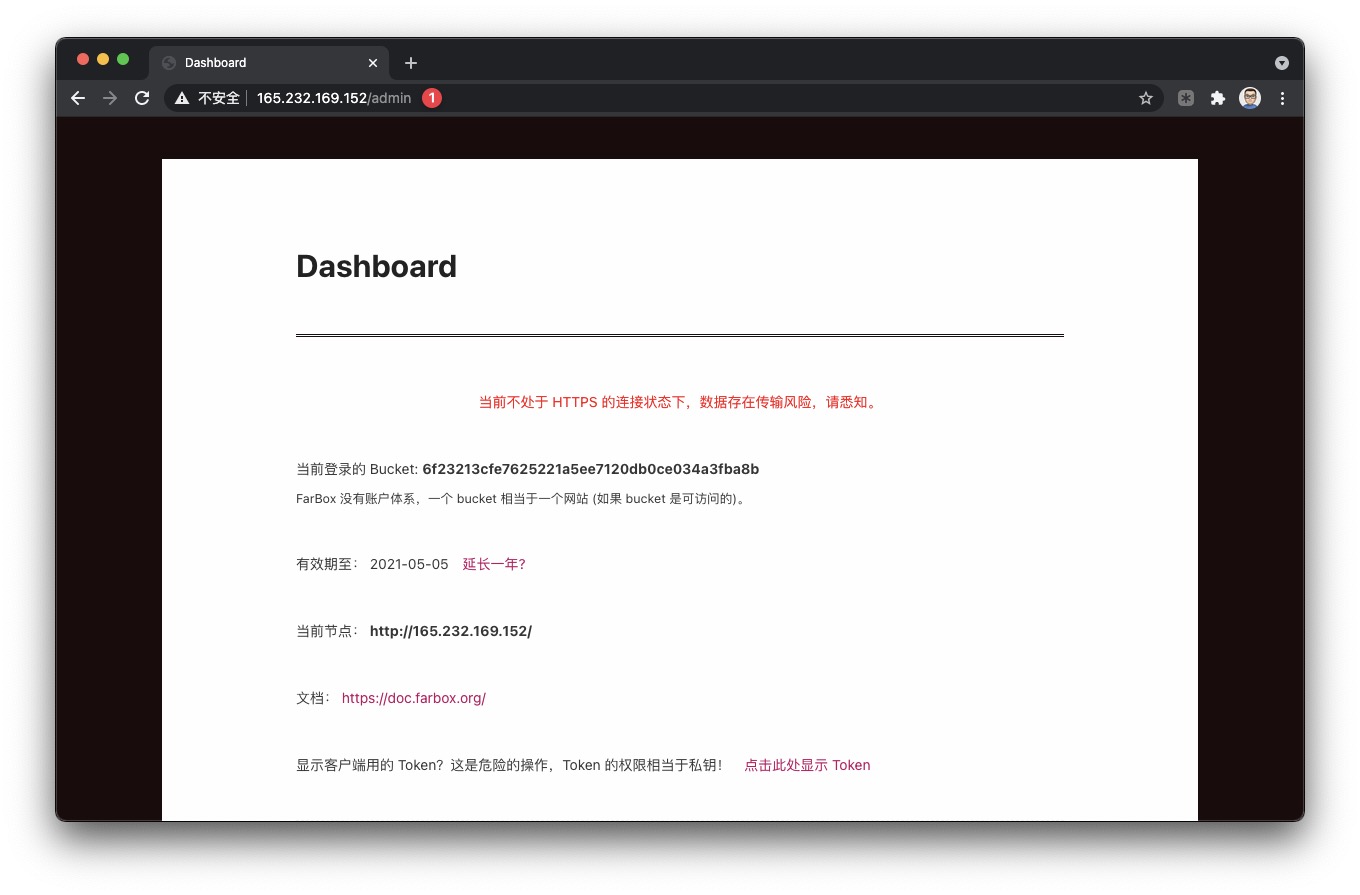 Dashboard
不安全 165.232.169.152/admin 1
Dashboard
当前不处于 HTTPS 的连接状态下，数据存在传输风险，请悉知。
当前登录的 Bucket: 6f23213cfe7625221a5ee7120db0ce034a3fba8b
FarBox 没有账户体系，一个 bucket 相当于一个网站 (如果 bucket 是可访问的)。
有效期至： 2021-05-05 延长一年?
当前节点： http://165.232.169.152/
文档： https://doc.farbox.org/
显示客户端用的 Token？这是危险的操作，Token 的权限相当于私钥！ 点击此处显示 Token